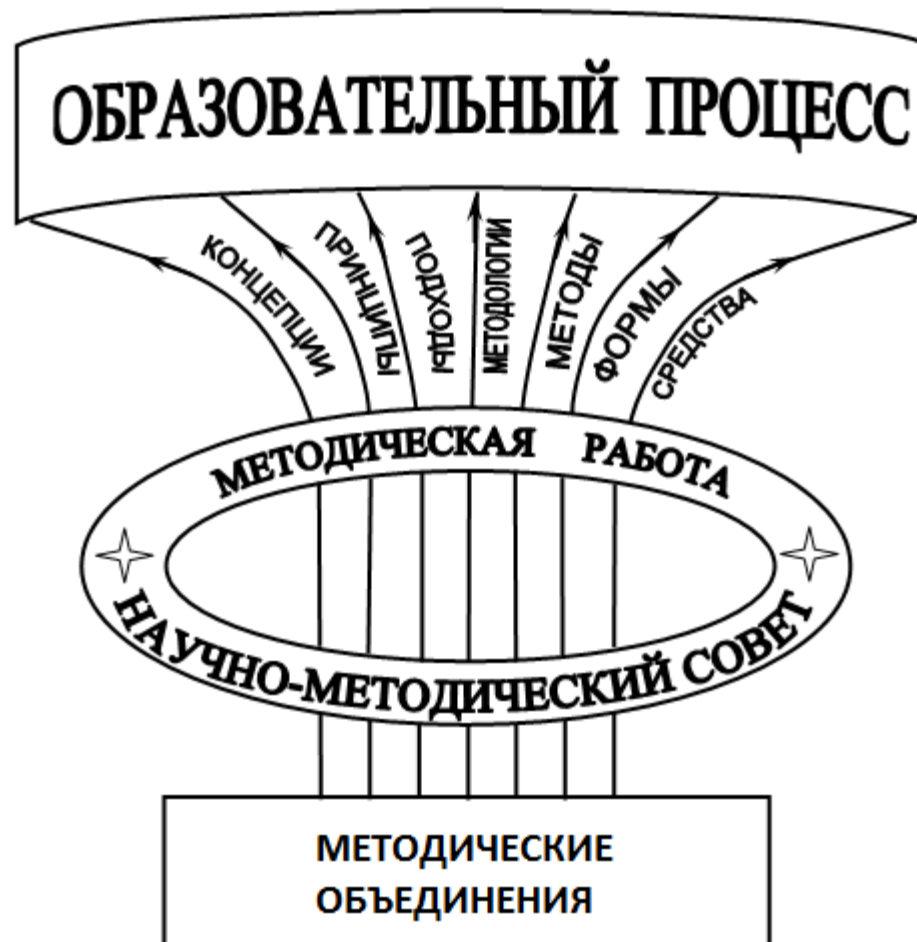 ОБРАЗОВАТЕЛЬНЫЙ ПРОЦЕСС
КОНЦЕПЦИИ
ПРИНЦИПЫ
ПОДХОДЫ
МЕТОДОЛОГИИ
МЕТОДЫ
ФОРМЫ
СРЕДСТВА
МЕТОДИЧЕСКАЯ РАБОТА
НАУЧНО-МЕТОДИЧЕСКИЙ СОВЕТ
МЕТОДИЧЕСКИЕ
ОБЪЕДИНЕНИЯ